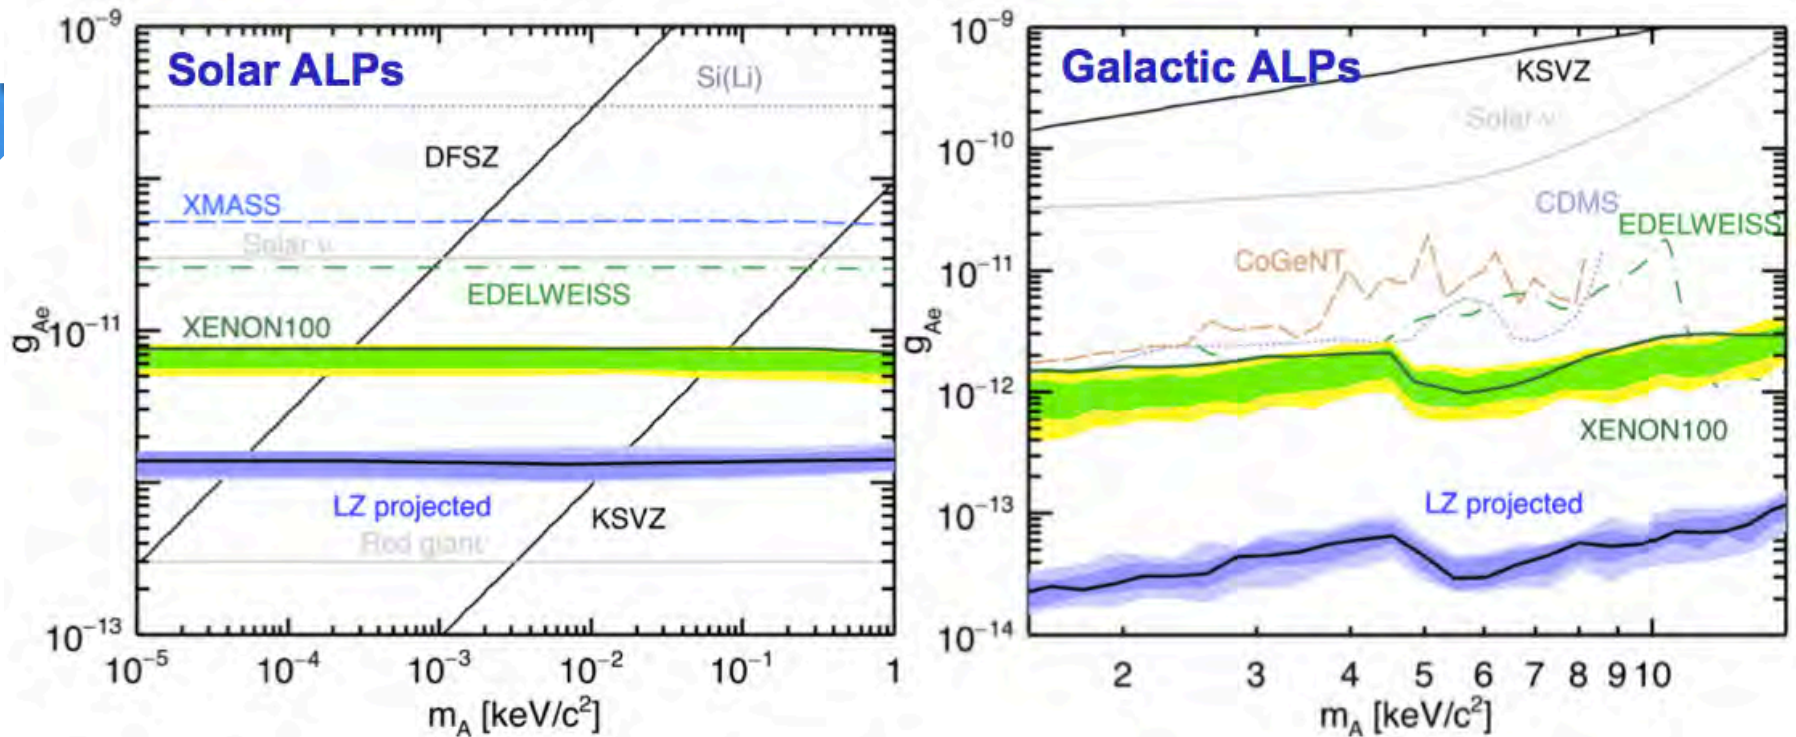 Solar ALPs
10⁻⁹
10⁻¹¹
10⁻¹³
g_Ae
Si(Li)
DFSZ
XMASS
Solar ν
EDELWEISS
XENON100
LZ projected
KSVZ
Red giant
10⁻⁵ 10⁻⁴ 10⁻³ 10⁻² 10⁻¹ 1
m_A [keV/c²]
Galactic ALPs
10⁻⁹
10⁻¹⁰
10⁻¹¹
10⁻¹²
10⁻¹³
10⁻¹⁴
g_Ae
KSVZ
Solar ν
CDMS
EDELWEISS
CoGeNT
XENON100
LZ projected
2 3 4 5 6 7 8 9 10
m_A [keV/c²]